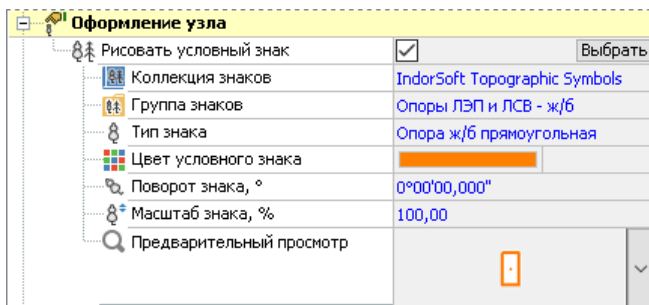 Оформление узла
Рисовать условный знак Выбрать
Коллекция знаков IndorSoft Topographic Symbols
Группа знаков Опоры ЛЭП и ЛСВ - ж/б
Тип знака Опора ж/б прямоугольная
Цвет условного знака
Поворот знака, ° 0°00'00,000"
Масштаб знака, % 100,00
Предварительный просмотр